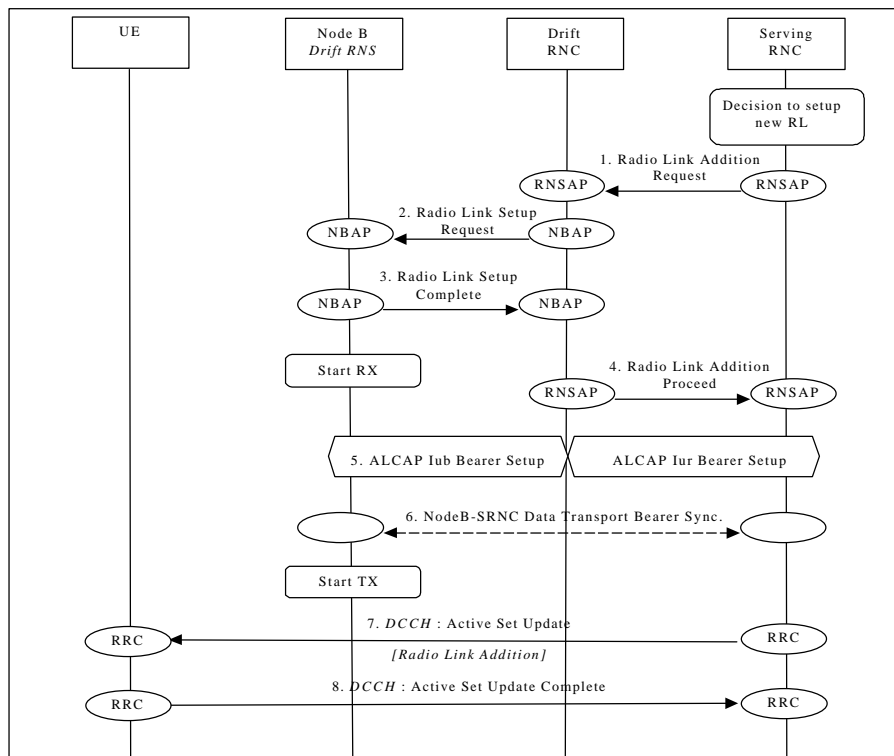 UE
Node B
Drift RNS
Drift
RNC
Serving
RNC
Decision to setup
new RL
1. Radio Link Addition
Request
RNSAP
RNSAP
2. Radio Link Setup
Request
NBAP
NBAP
3. Radio Link Setup
Complete
NBAP
NBAP
Start RX
4. Radio Link Addition
Proceed
RNSAP
RNSAP
5. ALCAP Iub Bearer Setup
ALCAP Iur Bearer Setup
6. NodeB-SRNC Data Transport Bearer Sync.
Start TX
7. DCCH : Active Set Update
RRC
RRC
[Radio Link Addition]
8. DCCH : Active Set Update Complete
RRC
RRC